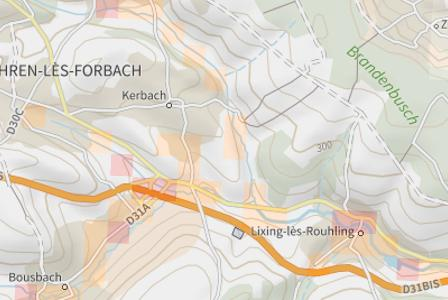 Z
Brandenbusch
HREN-LÈS-FORBACH
Kerbach
D30C
300
S
D31A
Lixing-lès-Rouhling
Bousbach
D31BIS